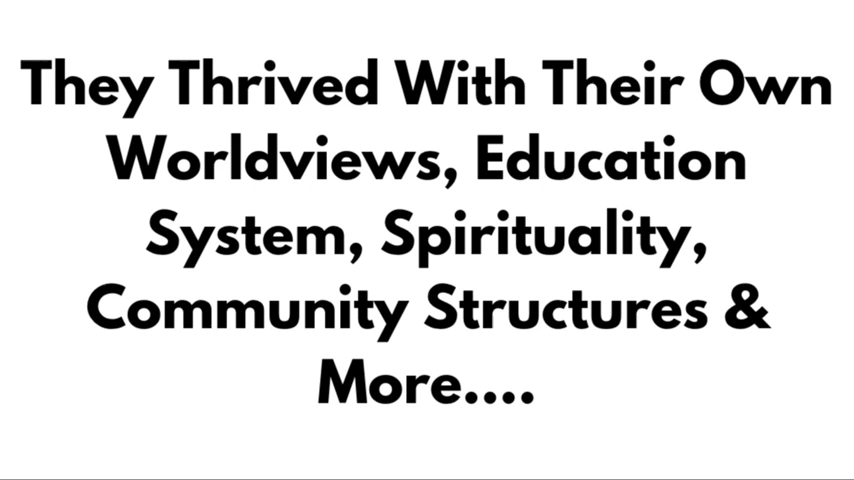 They Thrived With Their Own
Worldviews, Education
System, Spirituality,
Community Structures &
More....